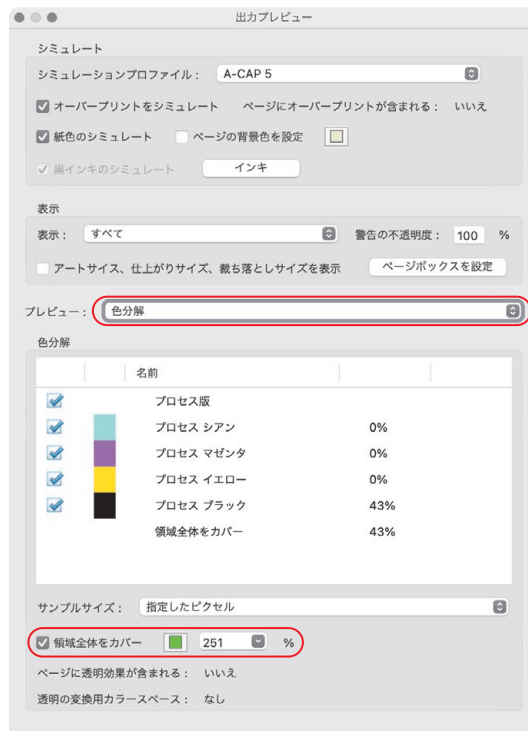 出力プレビュー
シミュレート
シミュレーションプロファイル： A-CAP 5
オーバープリントをシミュレート ページにオーバープリントが含まれる： いいえ
紙色のシミュレート ページの背景色を設定
黒インキのシミュレート インキ
表示
表示： すべて 警告の不透明度： 100 %
アートサイズ、仕上がりサイズ、裁ち落としサイズを表示 ページボックスを設定
プレビュー： 色分解
色分解
名前
プロセス版
プロセス シアン 0%
プロセス マゼンタ 0%
プロセス イエロー 0%
プロセス ブラック 43%
領域全体をカバー 43%
サンプルサイズ： 指定したピクセル
領域全体をカバー 251 %
ページに透明効果が含まれる： いいえ
透明の変換用カラースペース： なし